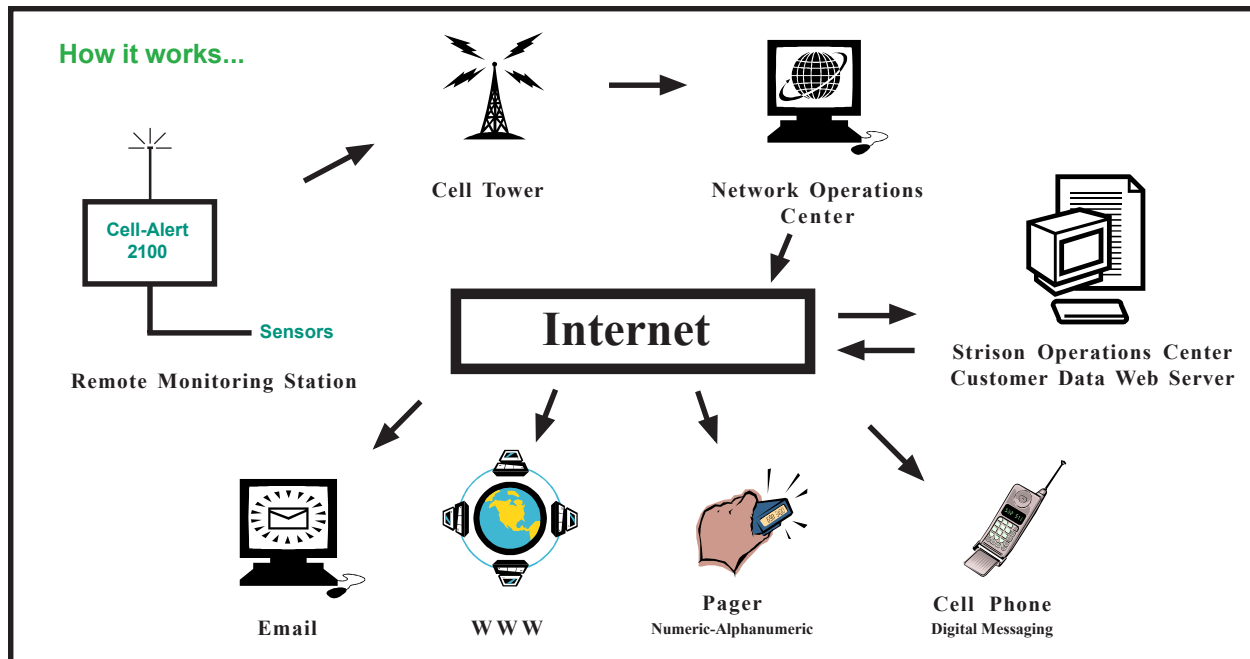 How it works...
Cell Tower
Network Operations
Center
Cell-Alert
2100
Sensors
Remote Monitoring Station
Internet
Strison Operations Center
Customer Data Web Server
Email
WWW
Pager
Numeric-Alphanumeric
Cell Phone
Digital Messaging